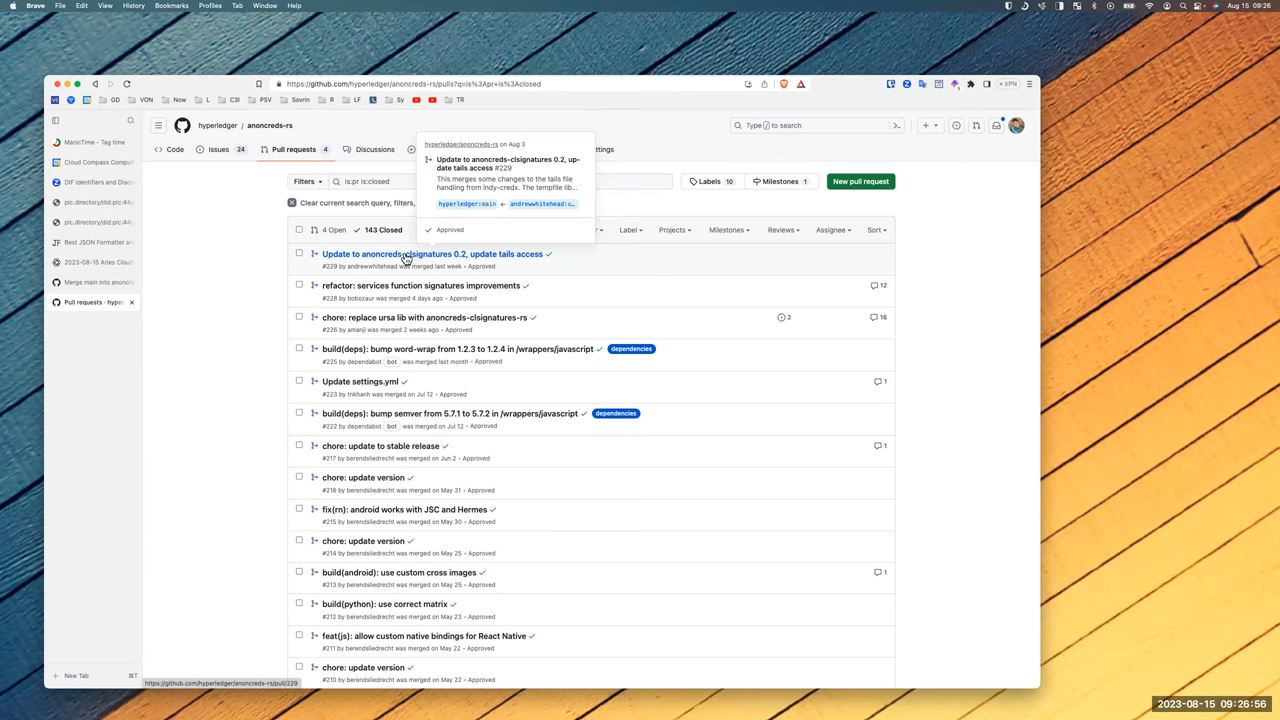 Brave File Edit View History Bookmarks Profiles Tab Window Help
Aug 15 09:26
https://github.com/hyperledger/anoncreds-rs/pulls?q=is%3Apr+is%3Aclosed
VPN
GD VON Now L C3I PSV Sovrin R LF Sy TR
ManicTime - Tag time
Cloud Compass Comput
DIF Identifiers and Disco
plc.directory/did:plc:44y
plc.directory/did:plc:44y
Best JSON Formatter an
2023-08-15 Aries Cloud
Merge main into anoncre
Pull requests · hyper
New Tab ⌘T
hyperledger / anoncreds-rs
Type / to search
Code Issues 24 Pull requests 4 Discussions ttings
Filters is:pr is:closed
Labels 10 Milestones 1 New pull request
Clear current search query, filters,
hyperledger/anoncreds-rs on Aug 3
Update to anoncreds-clsignatures 0.2, up-
date tails access #229
This merges some changes to the tails file
handling from indy-credx. The tempfile lib...
hyperledger:main ← andrewwhitehead:u…
Approved
4 Open 143 Closed
r Label Projects Milestones Reviews Assignee Sort
Update to anoncreds-clsignatures 0.2, update tails access
#229 by andrewwhitehead was merged last week • Approved
refactor: services function signatures improvements
12
#228 by bobozaur was merged 4 days ago • Approved
chore: replace ursa lib with anoncreds-clsignatures-rs
2 16
#226 by amanji was merged 2 weeks ago • Approved
build(deps): bump word-wrap from 1.2.3 to 1.2.4 in /wrappers/javascript dependencies
#225 by dependabot bot was merged last month • Approved
Update settings.yml
1
#223 by tnkhanh was merged on Jul 12 • Approved
build(deps): bump semver from 5.7.1 to 5.7.2 in /wrappers/javascript dependencies
#222 by dependabot bot was merged on Jul 12 • Approved
chore: update to stable release
1
#217 by berendsliedrecht was merged on Jun 2 • Approved
chore: update version
#216 by berendsliedrecht was merged on May 31 • Approved
fix(rn): android works with JSC and Hermes
#215 by berendsliedrecht was merged on May 30 • Approved
chore: update version
#214 by berendsliedrecht was merged on May 25 • Approved
build(android): use custom cross images
1
#213 by berendsliedrecht was merged on May 25 • Approved
build(python): use correct matrix
#212 by berendsliedrecht was merged on May 23 • Approved
feat(js): allow custom native bindings for React Native
#211 by berendsliedrecht was merged on May 22 • Approved
chore: update version
#210 by berendsliedrecht was merged on May 22 • Approved
https://github.com/hyperledger/anoncreds-rs/pull/229
2023-08-15 09:26:56